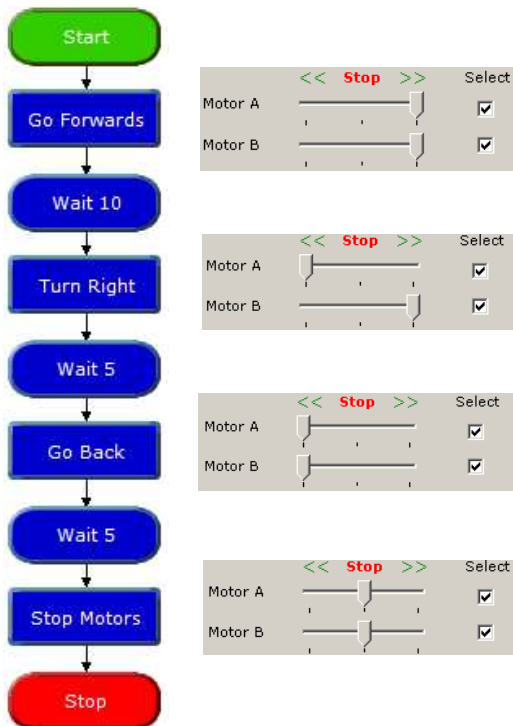 Start
Go Forwards
Wait 10
Turn Right
Wait 5
Go Back
Wait 5
Stop Motors
Stop
<< Stop >> Select
Motor A
Motor B
<< Stop >> Select
Motor A
Motor B
<< Stop >> Select
Motor A
Motor B
<< Stop >> Select
Motor A
Motor B